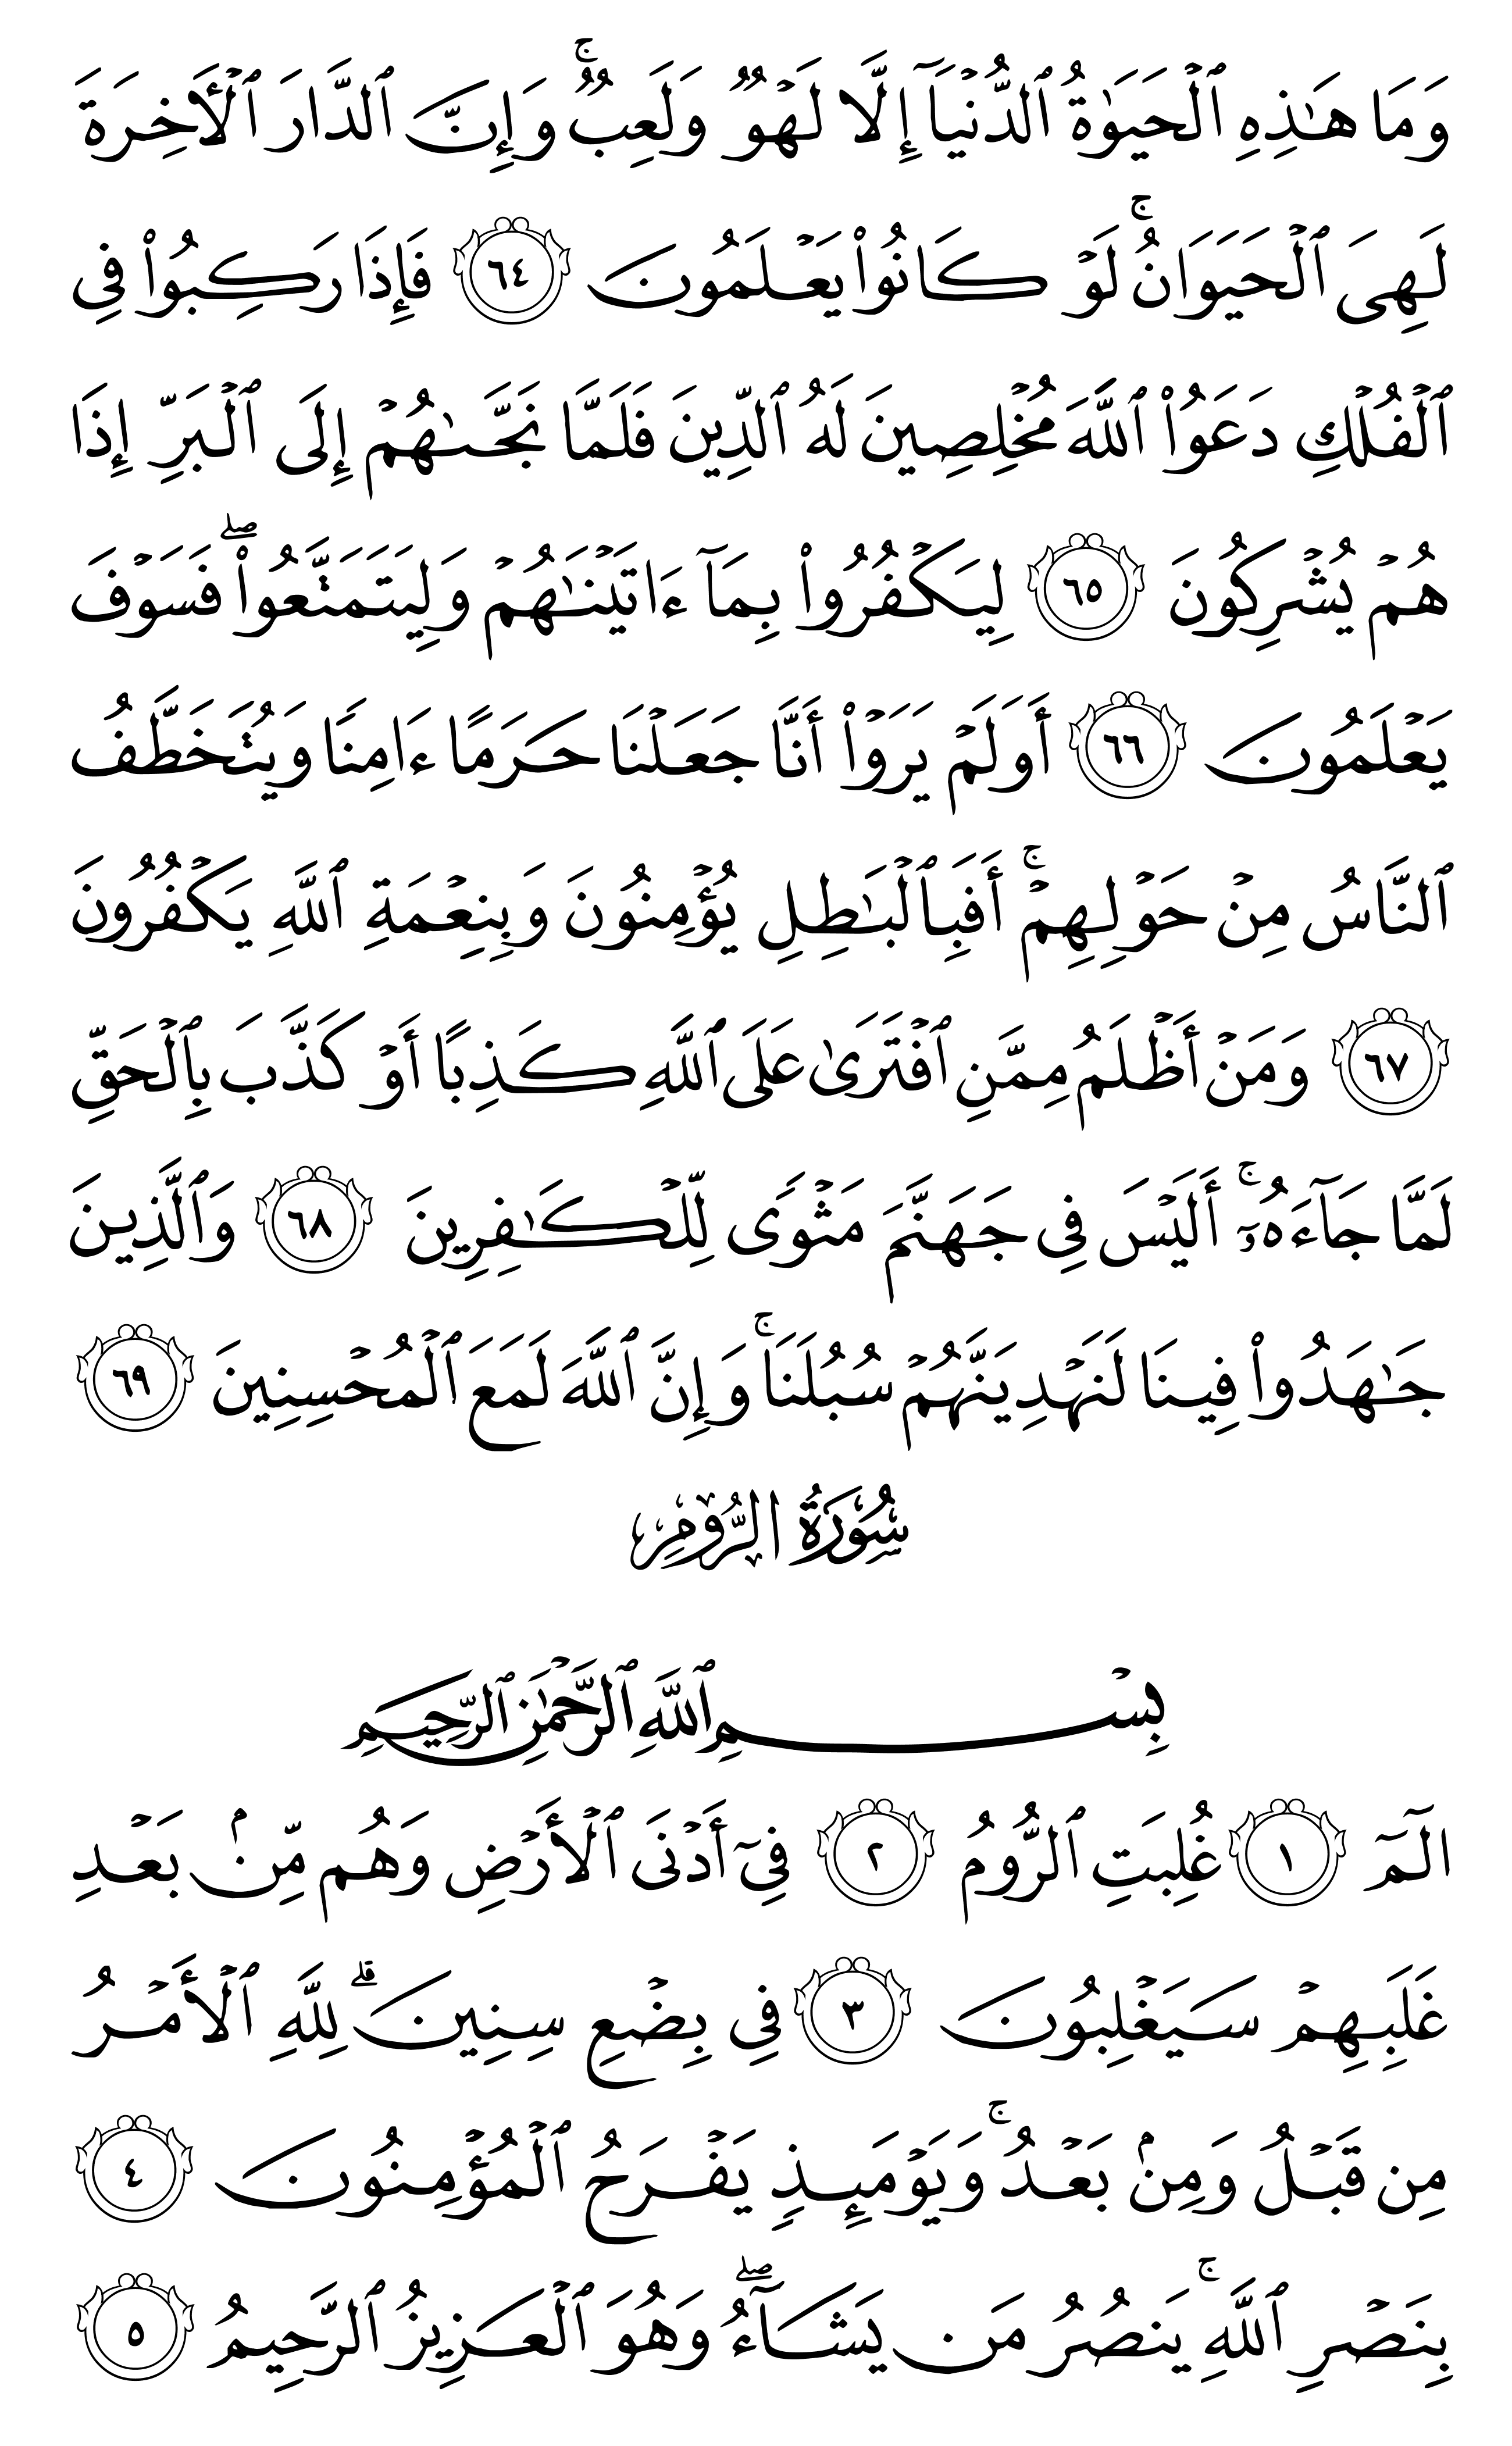 وَمَا هَـٰذِهِ ٱلْحَيَوٰةُ ٱلدُّنْيَآ إِلَّا لَهْوٌ وَلَعِبٌ ۚ وَإِنَّ ٱلدَّارَ ٱلْأَخِرَةَ
لَهِىَ ٱلْحَيَوَانُ ۚ لَوْ كَانُوا۟ يَعْلَمُونَ ٦٤ فَإِذَا رَكِبُوا۟ فِى
ٱلْفُلْكِ دَعَوُا۟ ٱللَّهَ مُخْلِصِينَ لَهُ ٱلدِّينَ فَلَمَّا نَجَّىٰهُمْ إِلَى ٱلْبَرِّ إِذَا
هُمْ يُشْرِكُونَ ٦٥ لِيَكْفُرُوا۟ بِمَآ ءَاتَيْنَـٰهُمْ وَلِيَتَمَتَّعُوا۟ ۖ فَسَوْفَ
يَعْلَمُونَ ٦٦ أَوَلَمْ يَرَوْا۟ أَنَّا جَعَلْنَا حَرَمًا ءَامِنًا وَيُتَخَطَّفُ
ٱلنَّاسُ مِنْ حَوْلِهِمْ ۚ أَفَبِٱلْبَـٰطِلِ يُؤْمِنُونَ وَبِنِعْمَةِ ٱللَّهِ يَكْفُرُونَ
٦٧ وَمَنْ أَظْلَمُ مِمَّنِ ٱفْتَرَىٰ عَلَى ٱللَّهِ كَذِبًا أَوْ كَذَّبَ بِٱلْحَقِّ
لَمَّا جَآءَهُۥٓ ۚ أَلَيْسَ فِى جَهَنَّمَ مَثْوًى لِّلْكَـٰفِرِينَ ٦٨ وَٱلَّذِينَ
جَـٰهَدُوا۟ فِينَا لَنَهْدِيَنَّهُمْ سُبُلَنَا ۚ وَإِنَّ ٱللَّهَ لَمَعَ ٱلْمُحْسِنِينَ ٦٩
سُورَةُ الرُّومِ
بِسْمِ ٱللَّهِ ٱلرَّحْمَـٰنِ ٱلرَّحِيمِ
الٓمٓ ١ غُلِبَتِ ٱلرُّومُ ٢ فِىٓ أَدْنَى ٱلْأَرْضِ وَهُم مِّنۢ بَعْدِ
غَلَبِهِمْ سَيَغْلِبُونَ ٣ فِى بِضْعِ سِنِينَ ۗ لِلَّهِ ٱلْأَمْرُ
مِن قَبْلُ وَمِنۢ بَعْدُ ۚ وَيَوْمَئِذٍ يَفْرَحُ ٱلْمُؤْمِنُونَ ٤
بِنَصْرِ ٱللَّهِ ۚ يَنصُرُ مَن يَشَآءُ ۖ وَهُوَ ٱلْعَزِيزُ ٱلرَّحِيمُ ٥